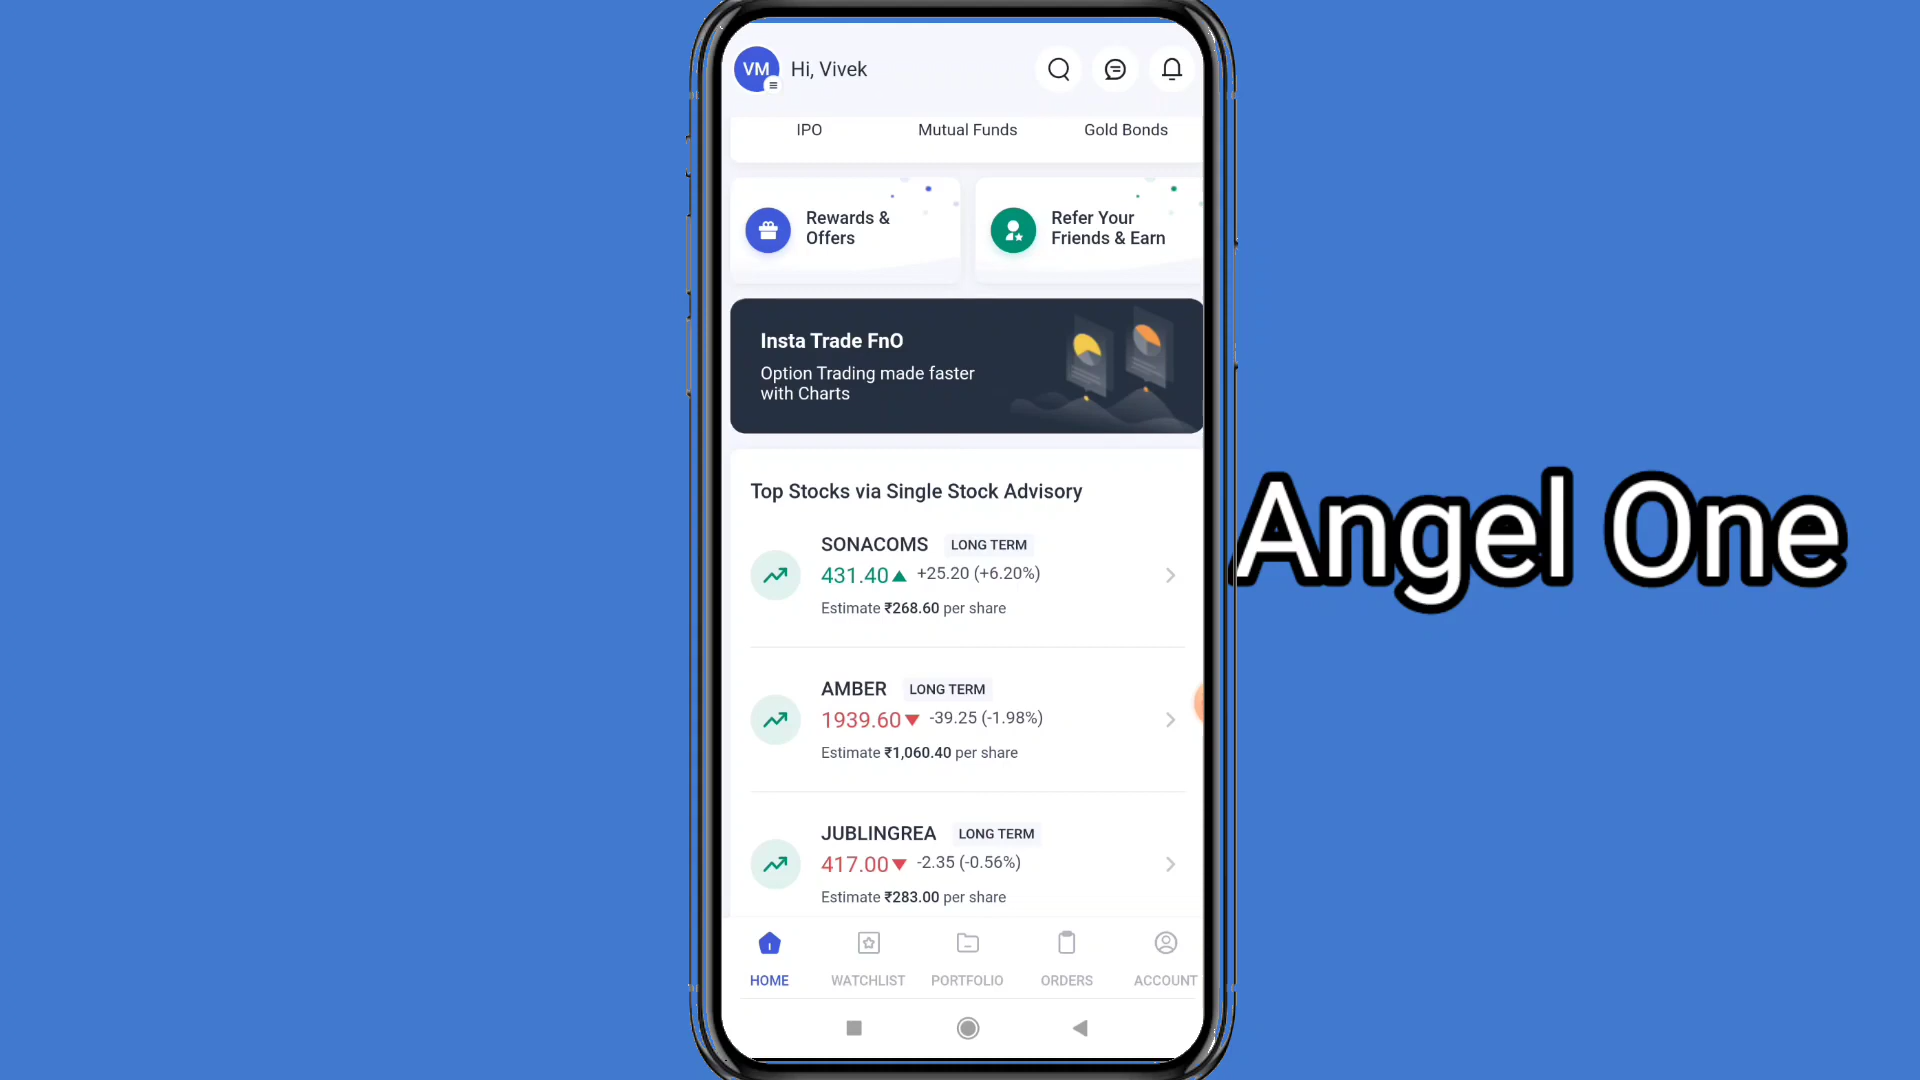 VM Hi, Vivek
IPO Mutual Funds Gold Bonds
Rewards &
Offers
Refer Your
Friends & Earn
Insta Trade FnO
Option Trading made faster
with Charts
Top Stocks via Single Stock Advisory
SONACOMS LONG TERM
431.40 +25.20 (+6.20%)
Estimate ₹268.60 per share
AMBER LONG TERM
1939.60 -39.25 (-1.98%)
Estimate ₹1,060.40 per share
JUBLINGREA LONG TERM
417.00 -2.35 (-0.56%)
Estimate ₹283.00 per share
HOME WATCHLIST PORTFOLIO ORDERS ACCOUNT
Angel One